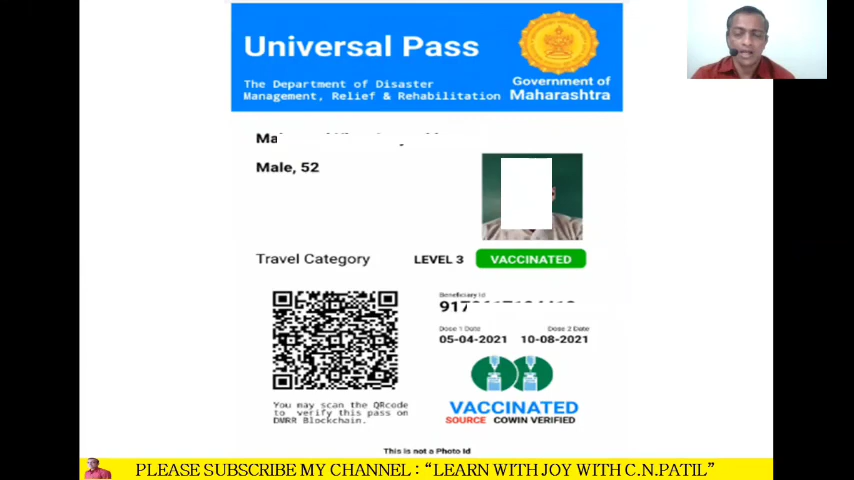 Universal Pass
The Department of Disaster
Management, Relief & Rehabilitation
Government of
Maharashtra
Male, 52
Travel Category
LEVEL 3
VACCINATED
Beneficiary Id
Dose 1 Date
Dose 2 Date
05-04-2021
10-08-2021
You may scan the QRcode
to verify this pass on
DMRR Blockchain.
VACCINATED
SOURCE COWIN VERIFIED
This is not a Photo Id
PLEASE SUBSCRIBE MY CHANNEL : “LEARN WITH JOY WITH C.N.PATIL”